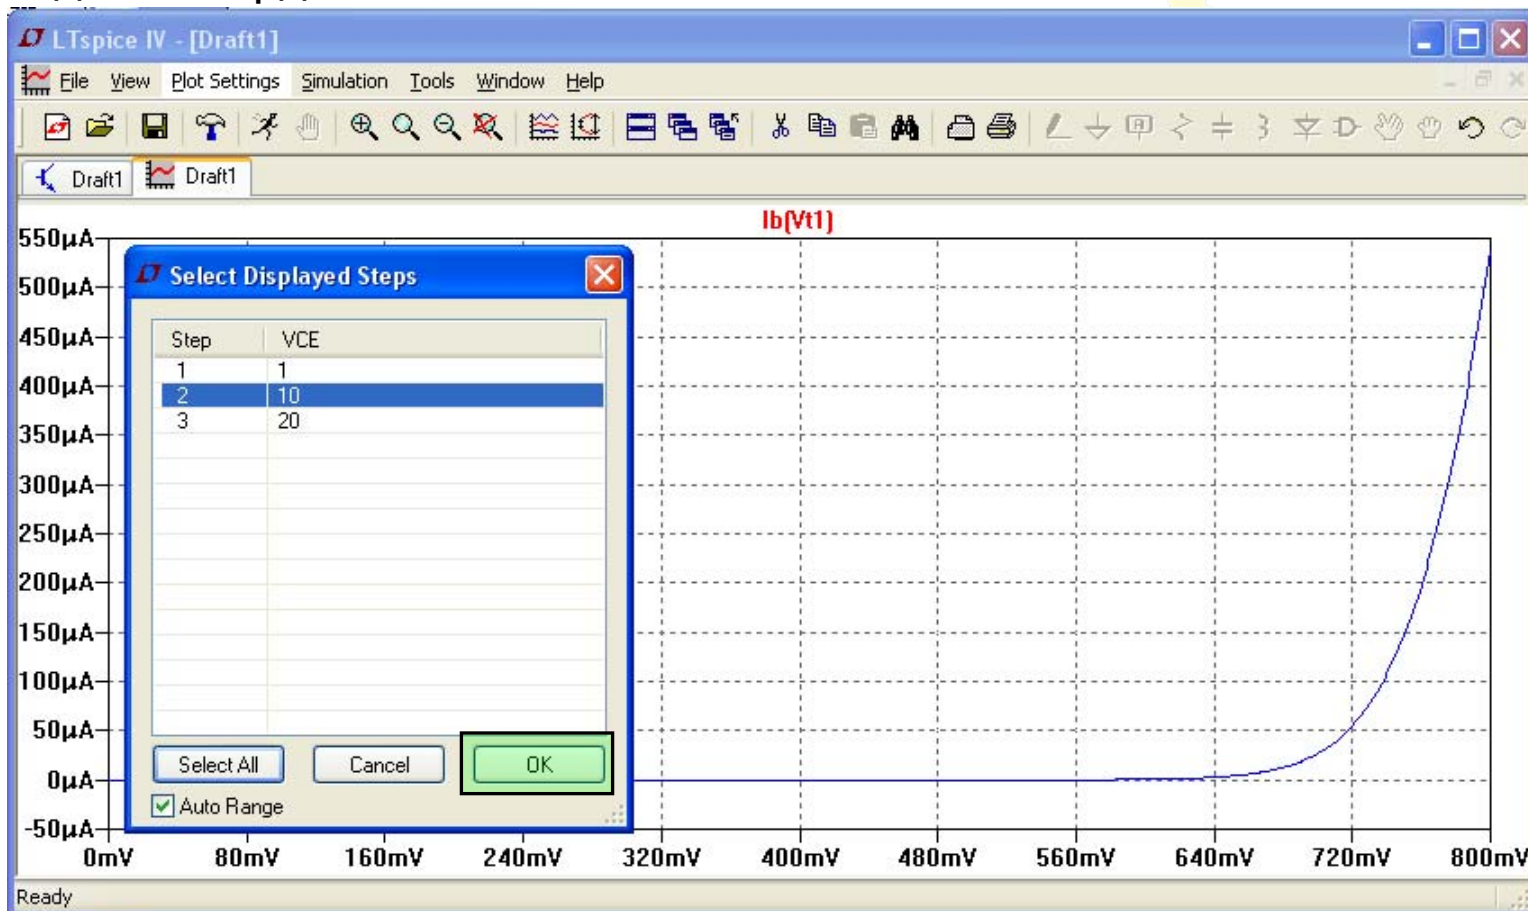 LTspice IV - [Draft1]
File View Plot Settings Simulation Tools Window Help
Draft1 Draft1
Ib(Vt1)
550µA
500µA
450µA
400µA
350µA
300µA
250µA
200µA
150µA
100µA
50µA
0µA
-50µA
Select Displayed Steps
Step VCE
1 1
2 10
3 20
Select All Cancel OK
Auto Range
0mV 80mV 160mV 240mV 320mV 400mV 480mV 560mV 640mV 720mV 800mV
Ready